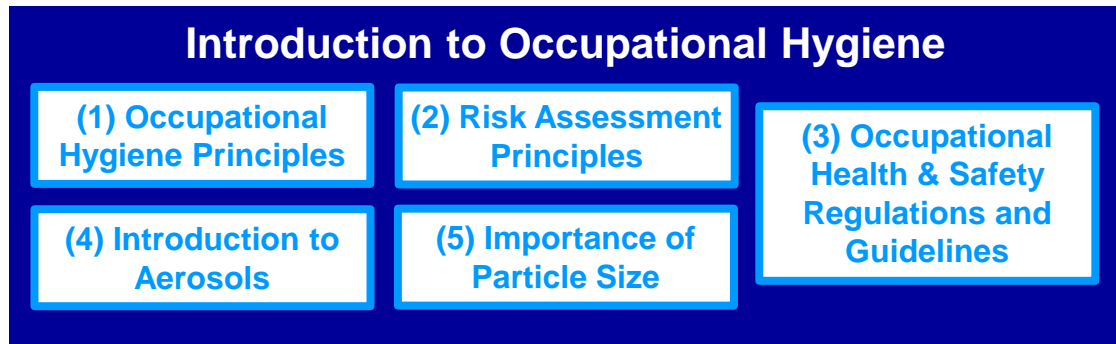 Introduction to Occupational Hygiene
(1) Occupational
Hygiene Principles
(2) Risk Assessment
Principles
(3) Occupational
Health & Safety
Regulations and
Guidelines
(4) Introduction to
Aerosols
(5) Importance of
Particle Size